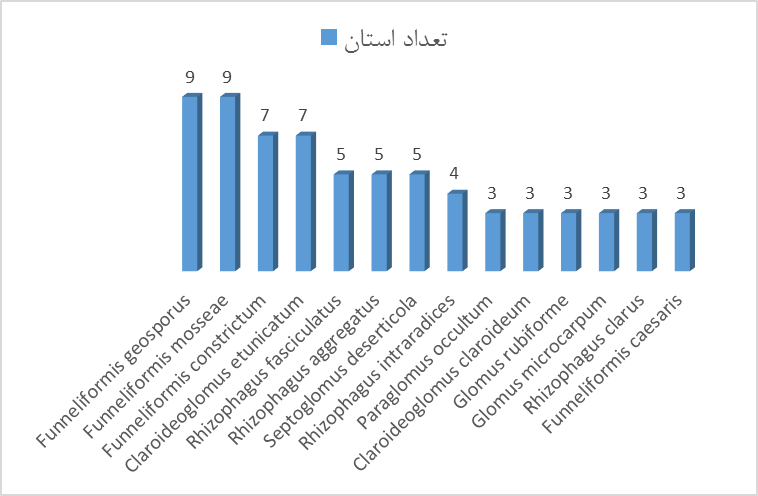 تعداد استان
9
9
7
7
5
5
5
4
3
3
3
3
3
3
Funneliformis geosporus
Funneliformis mosseae
Funneliformis constrictum
Claroideoglomus etunicatum
Rhizophagus fasciculatus
Rhizophagus aggregatus
Septoglomus deserticola
Rhizophagus intraradices
Paraglomus occultum
Claroideoglomus claroideum
Glomus rubiforme
Glomus microcarpum
Rhizophagus clarus
Funneliformis caesaris